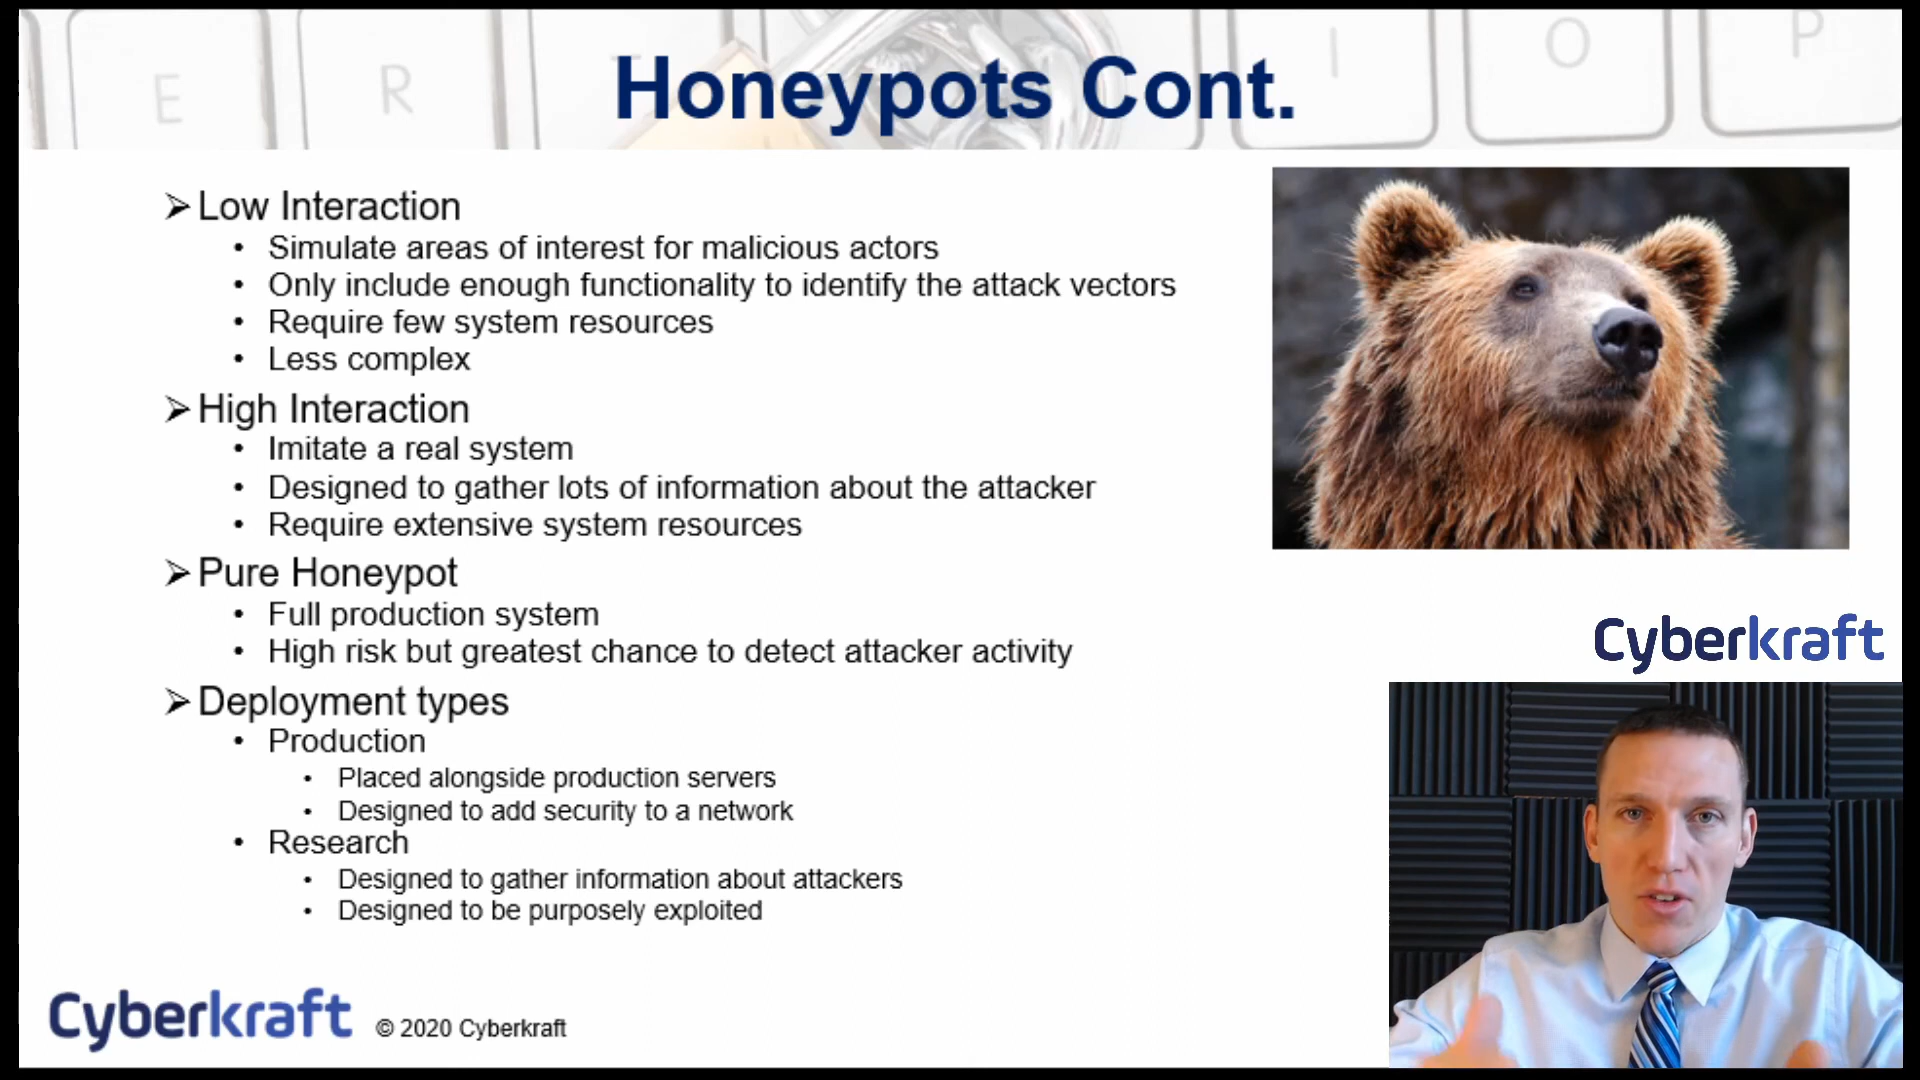 E R I O P
Honeypots Cont.
Low Interaction
Simulate areas of interest for malicious actors
Only include enough functionality to identify the attack vectors
Require few system resources
Less complex
High Interaction
Imitate a real system
Designed to gather lots of information about the attacker
Require extensive system resources
Pure Honeypot
Full production system
High risk but greatest chance to detect attacker activity
Deployment types
Production
Placed alongside production servers
Designed to add security to a network
Research
Designed to gather information about attackers
Designed to be purposely exploited
Cyberkraft
Cyberkraft © 2020 Cyberkraft